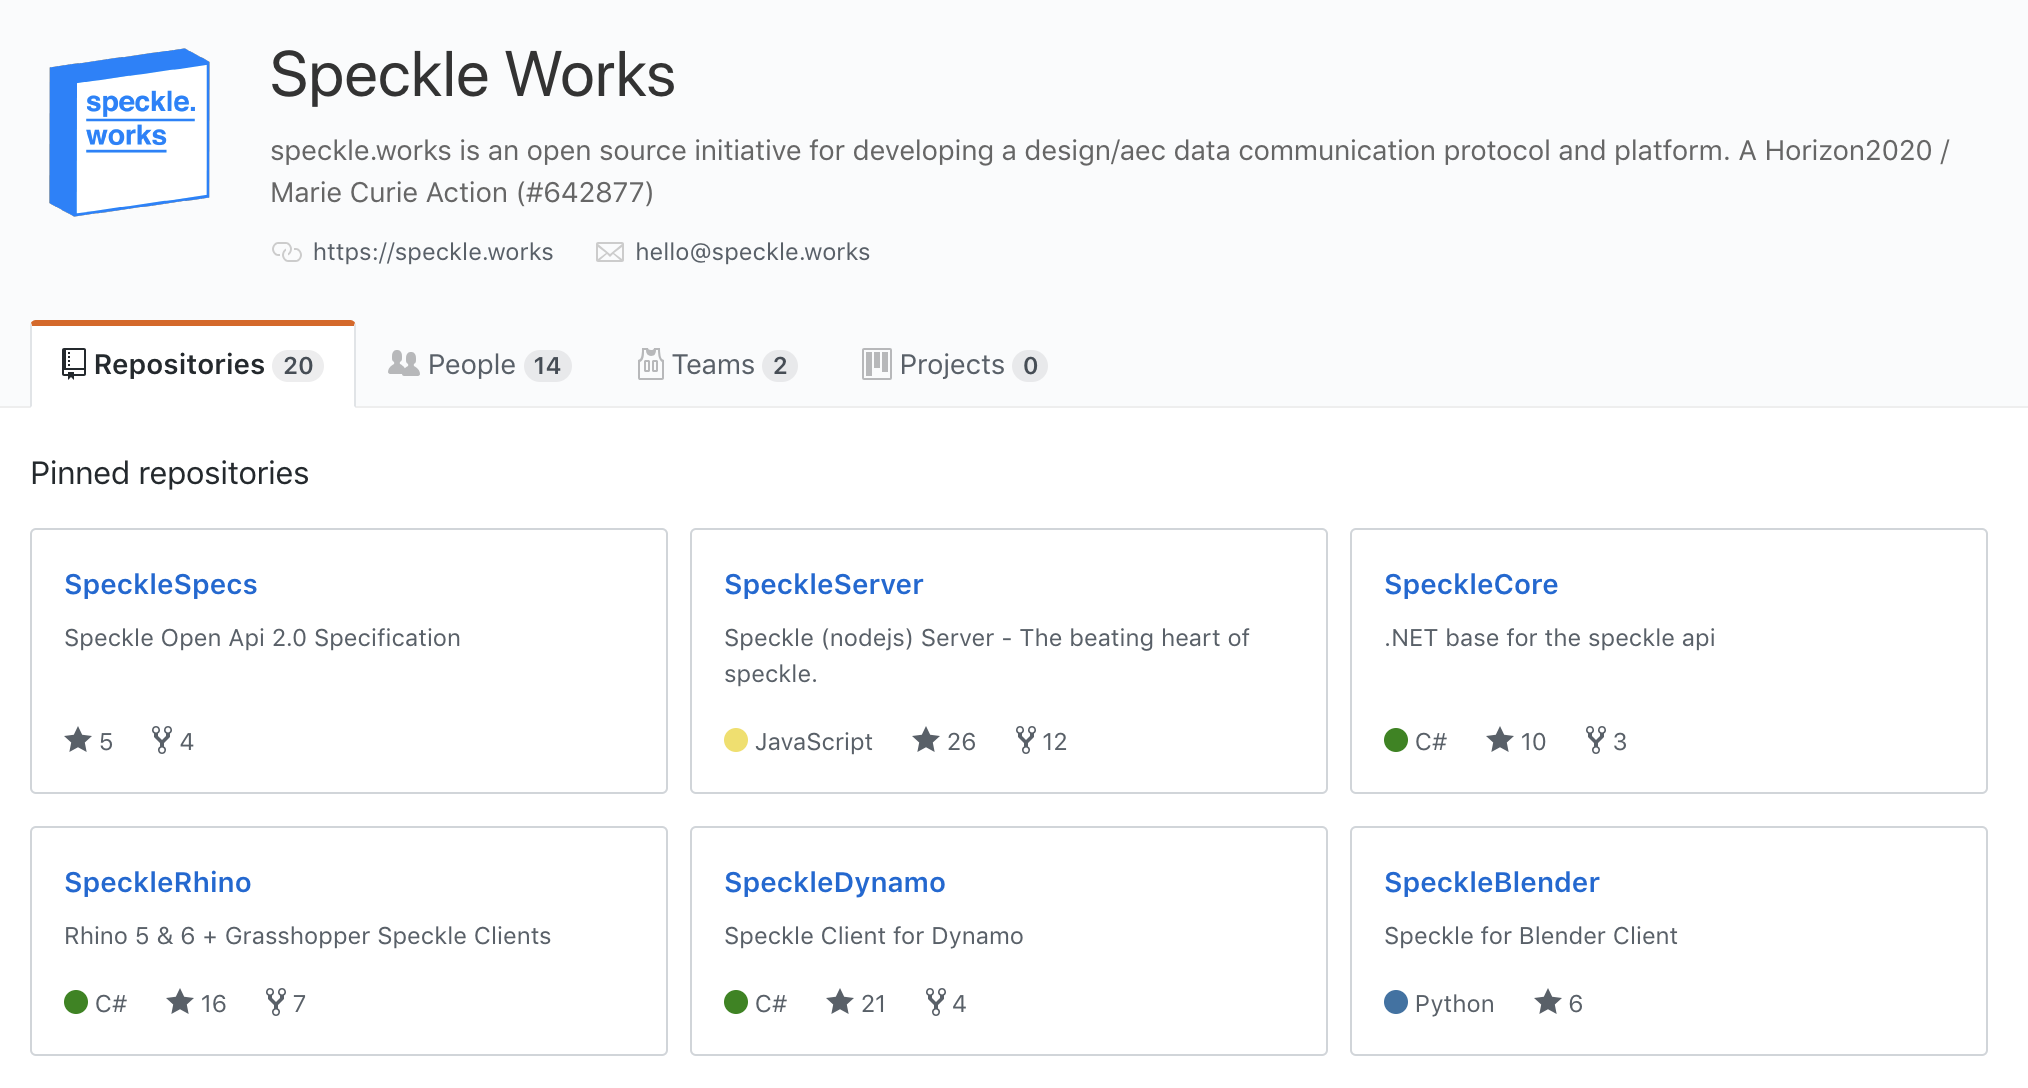 speckle.
works
Speckle Works
speckle.works is an open source initiative for developing a design/aec data communication protocol and platform. A Horizon2020 /
Marie Curie Action (#642877)
https://speckle.works hello@speckle.works
Repositories 20 People 14 Teams 2 Projects 0
Pinned repositories
SpeckleSpecs
Speckle Open Api 2.0 Specification
5 4
SpeckleServer
Speckle (nodejs) Server - The beating heart of
speckle.
JavaScript 26 12
SpeckleCore
.NET base for the speckle api
C# 10 3
SpeckleRhino
Rhino 5 & 6 + Grasshopper Speckle Clients
C# 16 7
SpeckleDynamo
Speckle Client for Dynamo
C# 21 4
SpeckleBlender
Speckle for Blender Client
Python 6